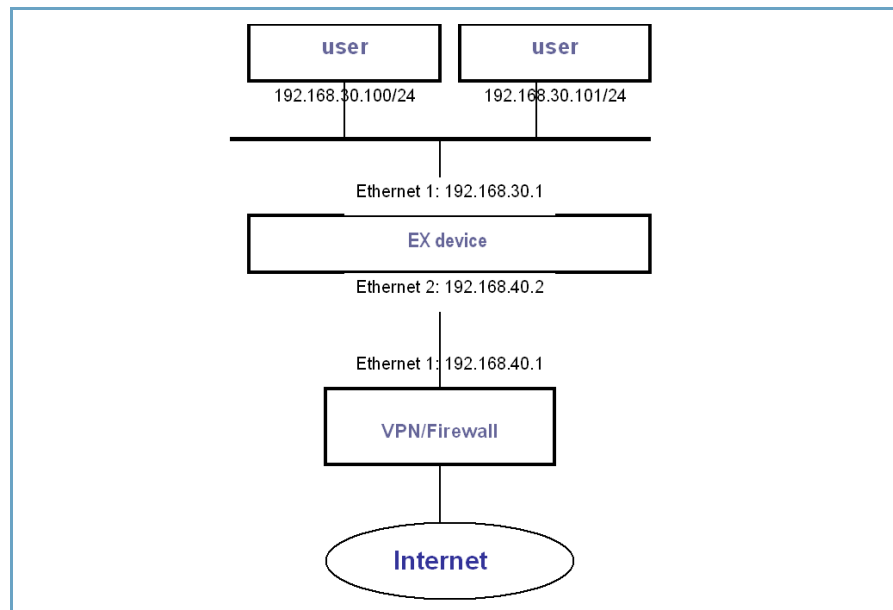 user
user
192.168.30.100/24
192.168.30.101/24
Ethernet 1: 192.168.30.1
EX device
Ethernet 2: 192.168.40.2
Ethernet 1: 192.168.40.1
VPN/Firewall
Internet